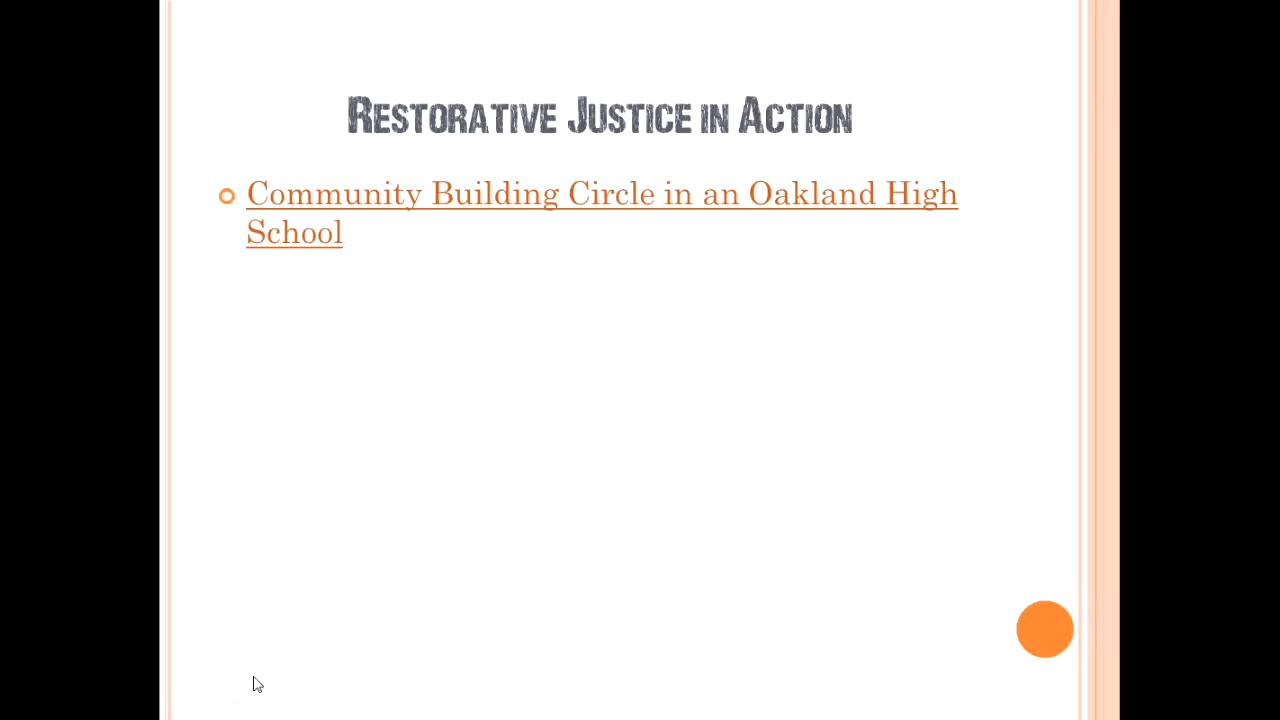 Restorative Justice in Action
Community Building Circle in an Oakland High
School